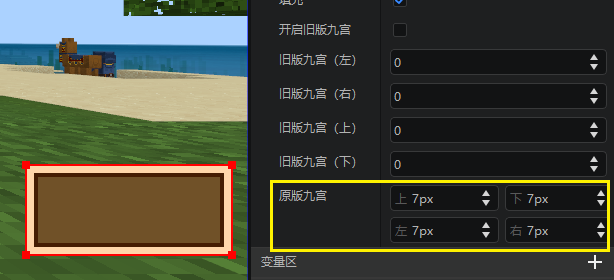 填充
开启旧版九宫
旧版九宫（左） 0
旧版九宫（右） 0
旧版九宫（上） 0
旧版九宫（下） 0
原版九宫 上 7px 下 7px
左 7px 右 7px
变量区 +